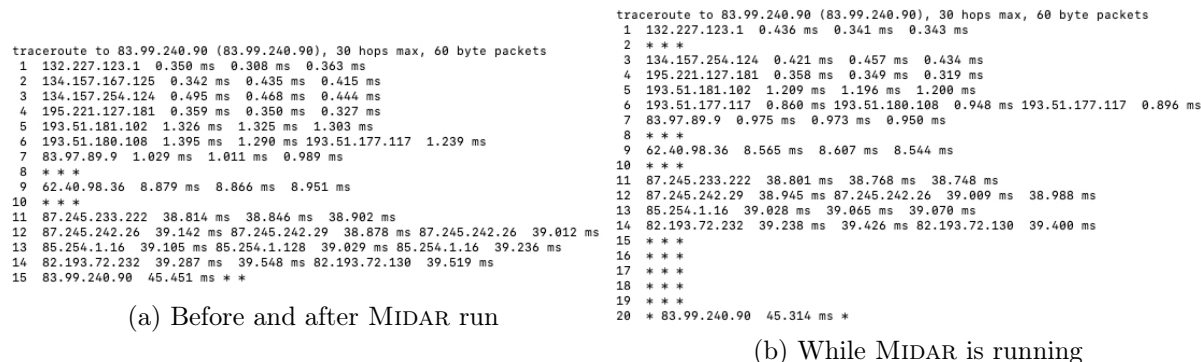 traceroute to 83.99.240.90 (83.99.240.90), 30 hops max, 60 byte packets
1 132.227.123.1 0.350 ms 0.308 ms 0.363 ms
2 134.157.167.125 0.342 ms 0.435 ms 0.415 ms
3 134.157.254.124 0.495 ms 0.468 ms 0.444 ms
4 195.221.127.181 0.359 ms 0.350 ms 0.327 ms
5 193.51.181.102 1.326 ms 1.325 ms 1.303 ms
6 193.51.180.108 1.395 ms 1.290 ms 193.51.177.117 1.239 ms
7 83.97.89.9 1.029 ms 1.011 ms 0.989 ms
8 * * *
9 62.40.98.36 8.879 ms 8.866 ms 8.951 ms
10 * * *
11 87.245.233.222 38.814 ms 38.846 ms 38.902 ms
12 87.245.242.26 39.142 ms 87.245.242.29 38.878 ms 87.245.242.26 39.012 ms
13 85.254.1.16 39.105 ms 85.254.1.128 39.029 ms 85.254.1.16 39.236 ms
14 82.193.72.232 39.287 ms 39.548 ms 82.193.72.130 39.519 ms
15 83.99.240.90 45.451 ms * *
(a) Before and after MIDAR run
traceroute to 83.99.240.90 (83.99.240.90), 30 hops max, 60 byte packets
1 132.227.123.1 0.436 ms 0.341 ms 0.343 ms
2 * * *
3 134.157.254.124 0.421 ms 0.457 ms 0.434 ms
4 195.221.127.181 0.358 ms 0.349 ms 0.319 ms
5 193.51.181.102 1.209 ms 1.196 ms 1.200 ms
6 193.51.177.117 0.860 ms 193.51.180.108 0.948 ms 193.51.177.117 0.896 ms
7 83.97.89.9 0.975 ms 0.973 ms 0.950 ms
8 * * *
9 62.40.98.36 8.565 ms 8.607 ms 8.544 ms
10 * * *
11 87.245.233.222 38.801 ms 38.768 ms 38.748 ms
12 87.245.242.29 38.945 ms 87.245.242.26 39.009 ms 38.988 ms
13 85.254.1.16 39.028 ms 39.065 ms 39.070 ms
14 82.193.72.232 39.238 ms 39.426 ms 82.193.72.130 39.400 ms
15 * * *
16 * * *
17 * * *
18 * * *
19 * * *
20 * 83.99.240.90 45.314 ms *
(b) While MIDAR is running